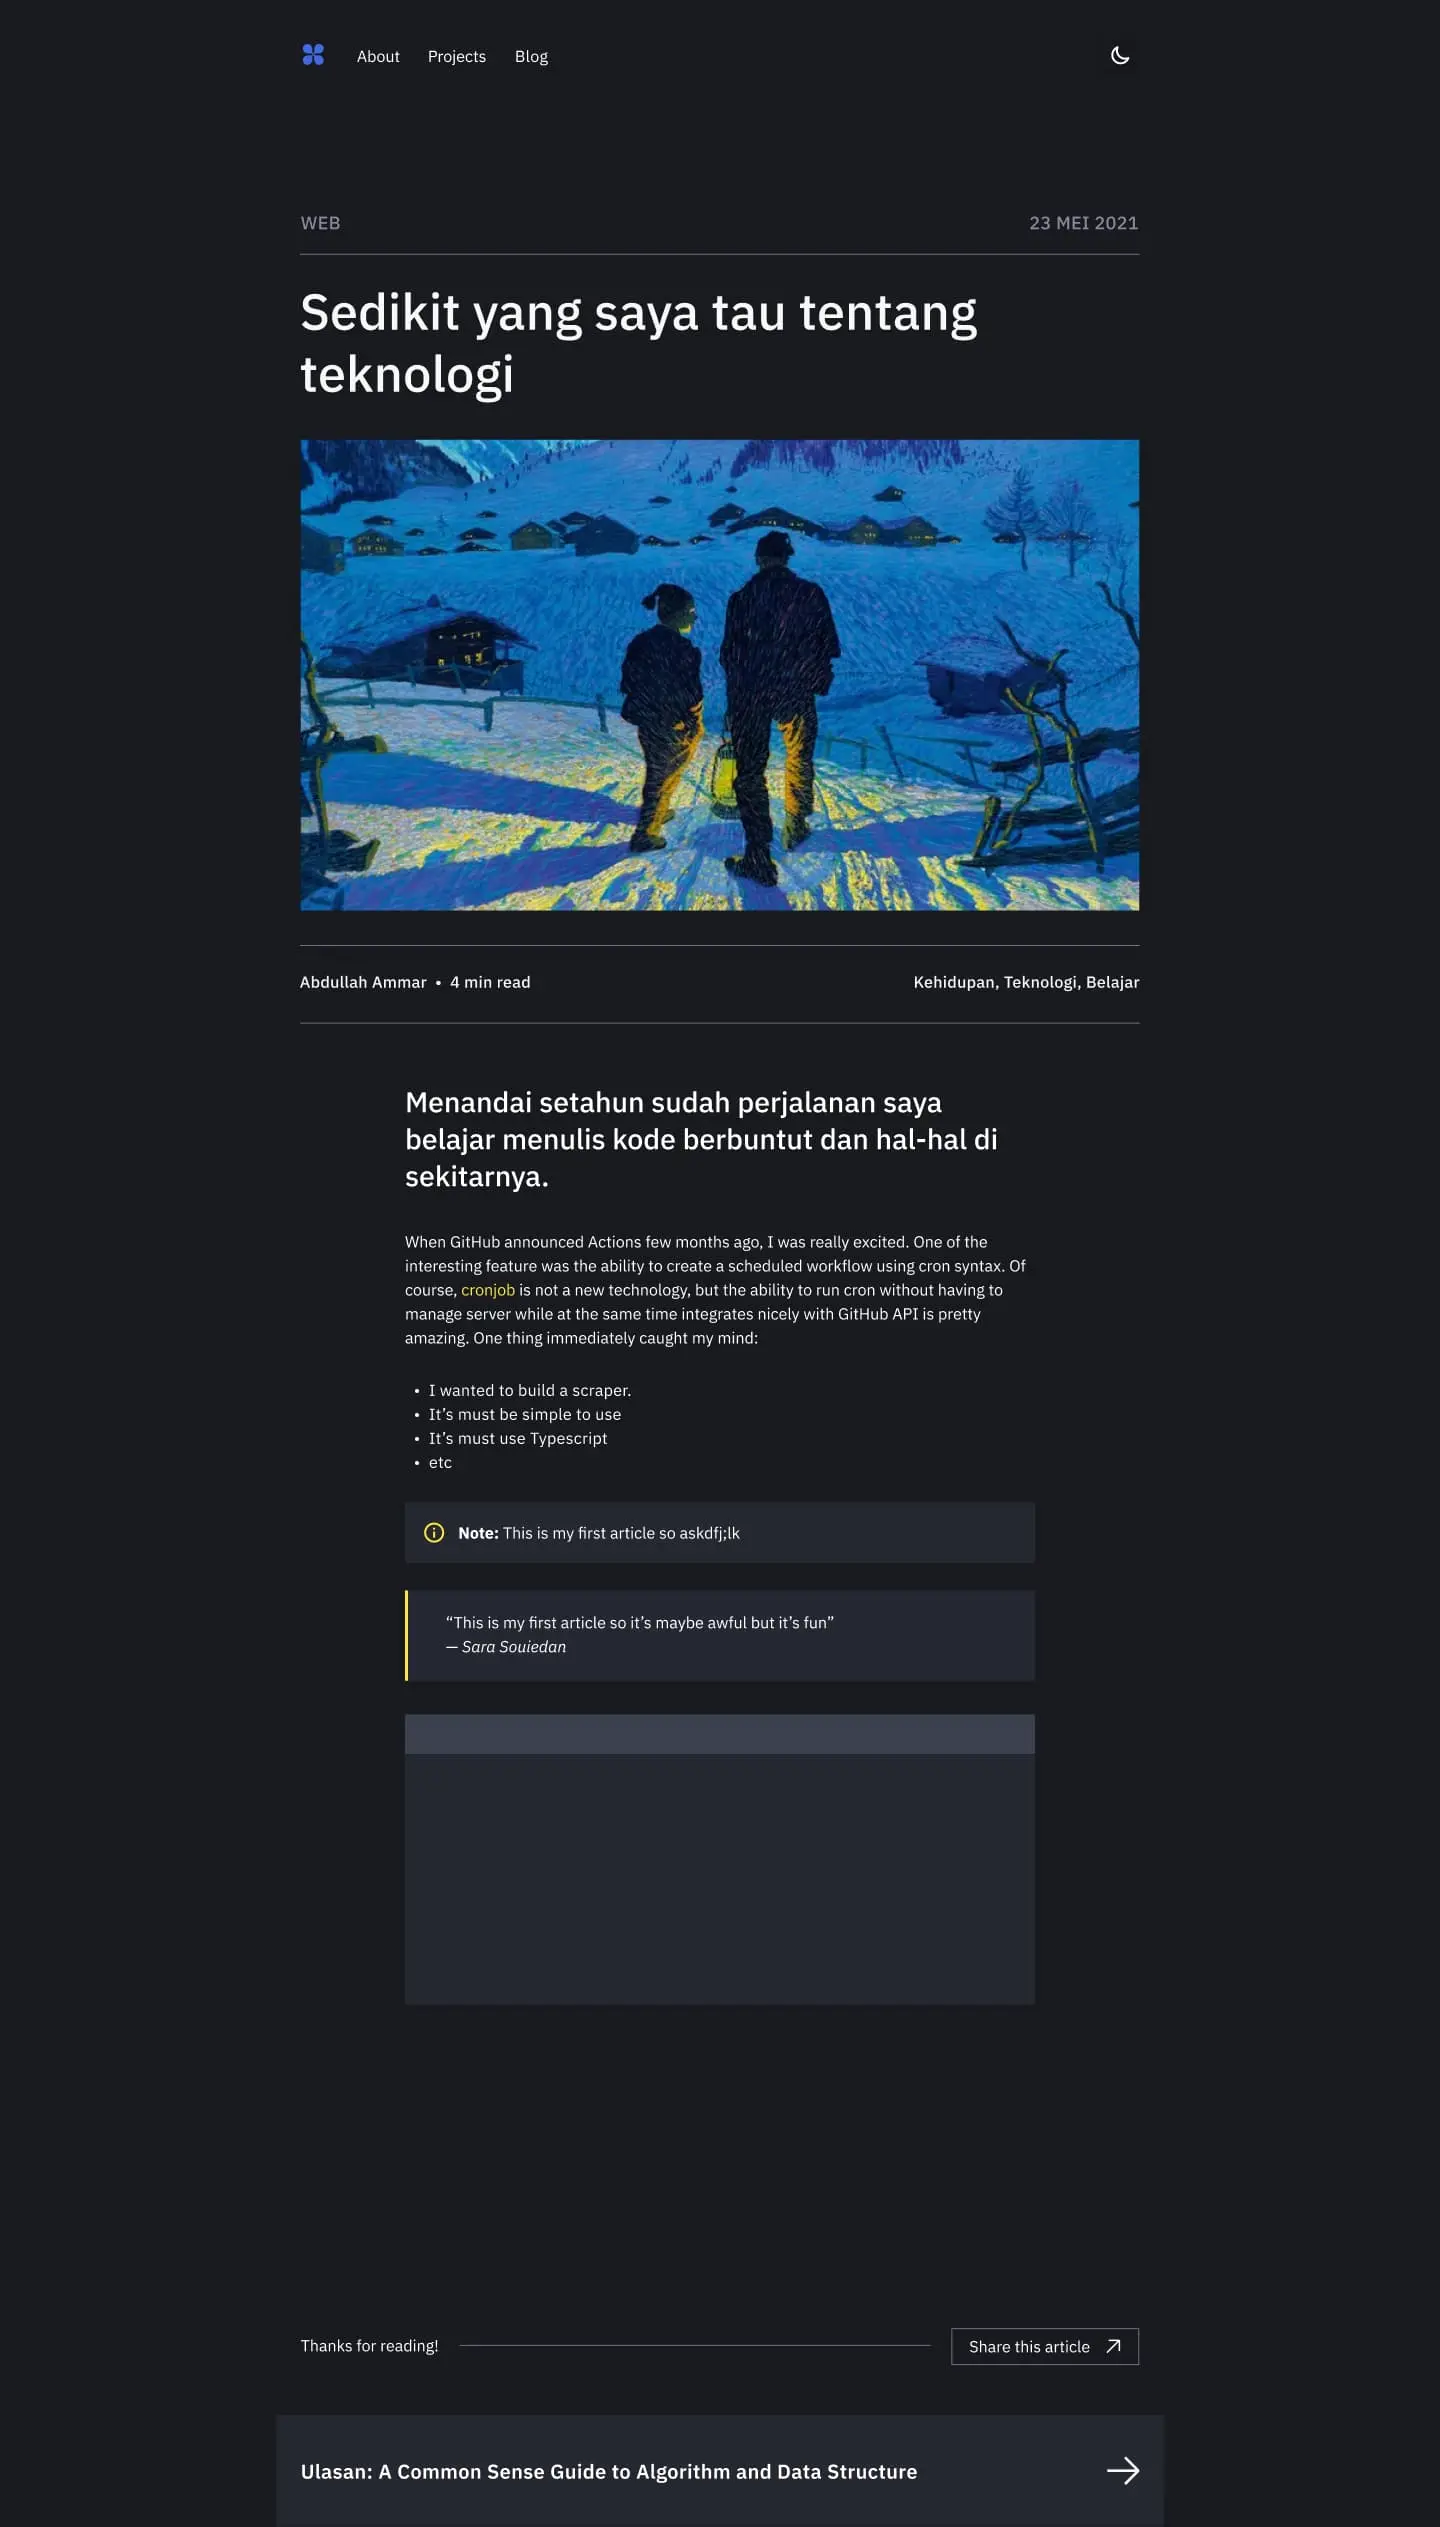 About Projects Blog
WEB 23 MEI 2021
Sedikit yang saya tau tentang
teknologi
Abdullah Ammar • 4 min read Kehidupan, Teknologi, Belajar
Menandai setahun sudah perjalanan saya
belajar menulis kode berbuntut dan hal-hal di
sekitarnya.
When GitHub announced Actions few months ago, I was really excited. One of the
interesting feature was the ability to create a scheduled workflow using cron syntax. Of
course, cronjob is not a new technology, but the ability to run cron without having to
manage server while at the same time integrates nicely with GitHub API is pretty
amazing. One thing immediately caught my mind:
• I wanted to build a scraper.
• It’s must be simple to use
• It’s must use Typescript
• etc
Note: This is my first article so askdfj;lk
“This is my first article so it’s maybe awful but it’s fun”
— Sara Souiedan
Thanks for reading! Share this article
Ulasan: A Common Sense Guide to Algorithm and Data Structure